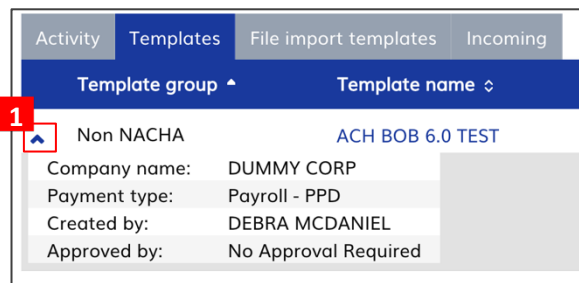 Activity Templates File import templates Incoming
Template group Template name
1
Non NACHA ACH BOB 6.0 TEST
Company name: DUMMY CORP
Payment type: Payroll - PPD
Created by: DEBRA MCDANIEL
Approved by: No Approval Required